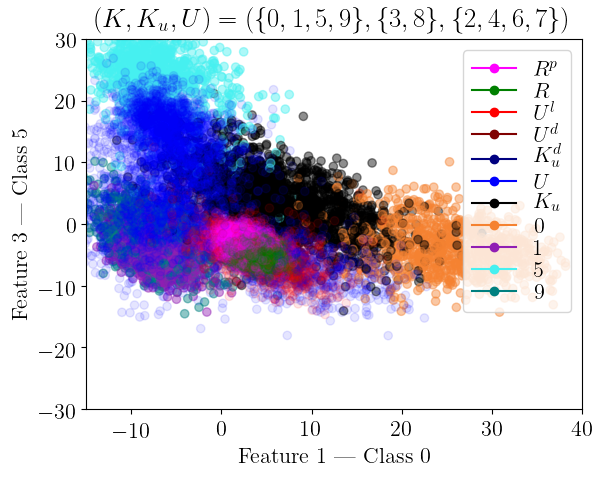 (K, K_u, U) = ({0, 1, 5, 9}, {3, 8}, {2, 4, 6, 7})
30
20
10
0
−10
−20
−30
Feature 3 — Class 5
R^p
R
U^l
U^d
K_u^d
U
K_u
0
1
5
9
−10
0
10
20
30
40
Feature 1 — Class 0